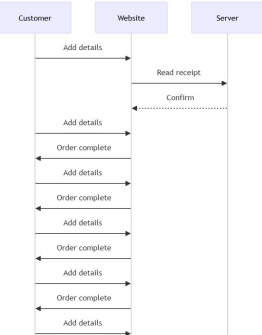 Customer
Website
Server
Add details
Read receipt
Confirm
Add details
Order complete
Add details
Order complete
Add details
Order complete
Add details
Order complete
Add details